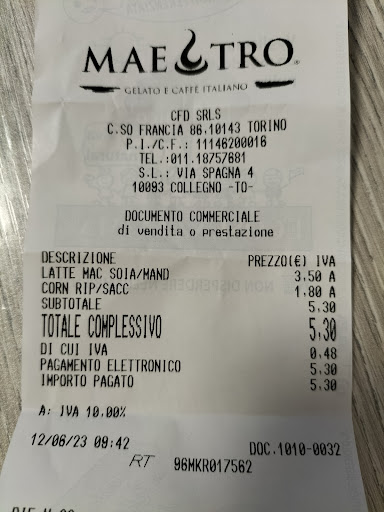 MAESTRO®
GELATO E CAFFÈ ITALIANO
CFD SRLS
C.SO FRANCIA 86,10143 TORINO
P.I./C.F.: 11146200016
TEL.:011.18757681
S.L.: VIA SPAGNA 4
10093 COLLEGNO -TO-
DOCUMENTO COMMERCIALE
di vendita o prestazione
DESCRIZIONE PREZZO(€) IVA
LATTE MAC SOIA/MAND 3,50 A
CORN RIP/SACC 1,80 A
SUBTOTALE 5,30
TOTALE COMPLESSIVO 5,30
DI CUI IVA 0,48
PAGAMENTO ELETTRONICO 5,30
IMPORTO PAGATO 5,30
A: IVA 10,00%
12/06/23 09:42 DOC.1010-0032
RT 96MKR017562